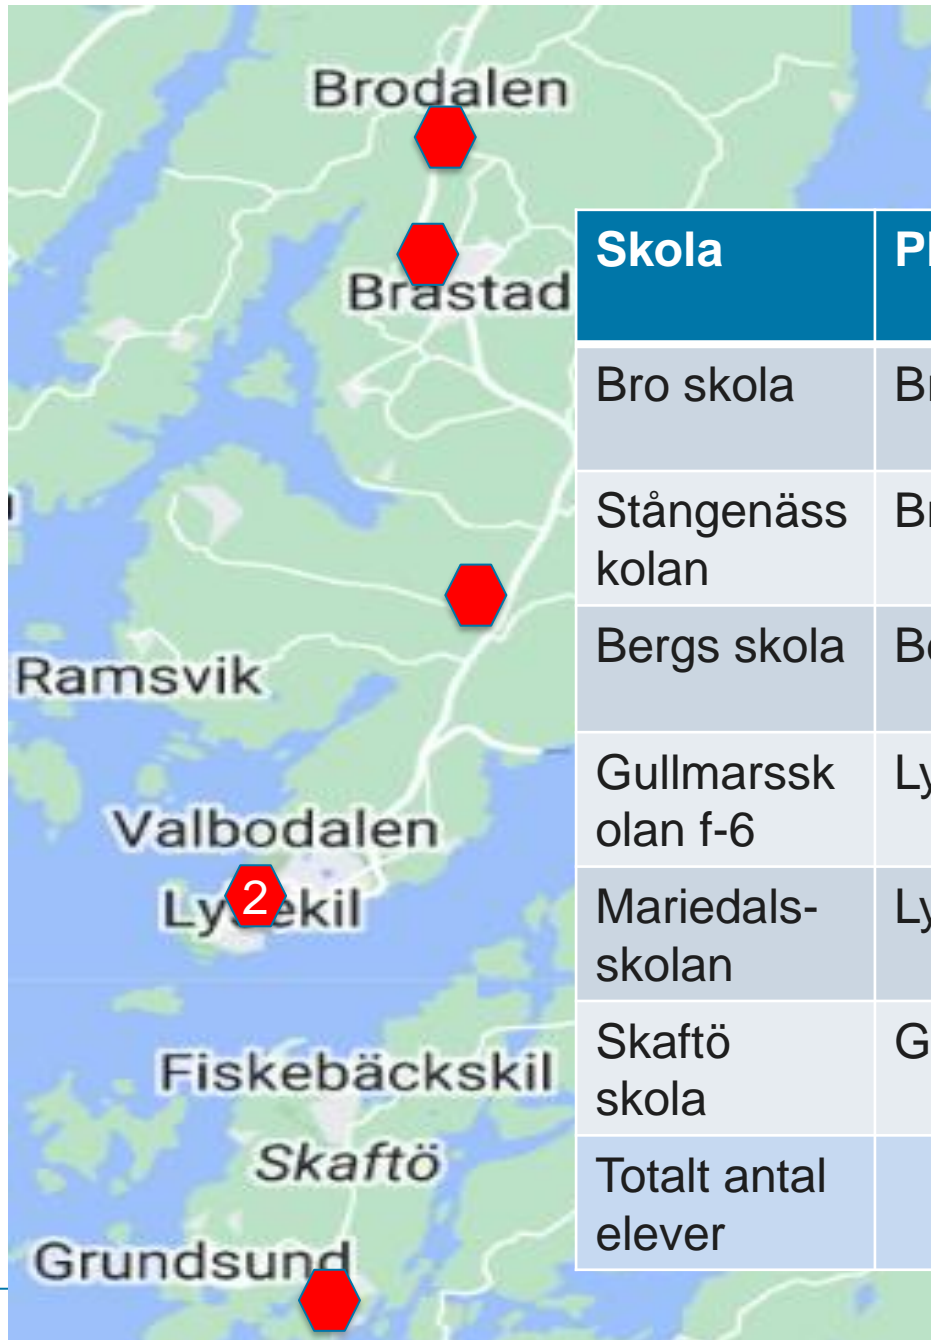 Brodalen
Brastad
Ramsvik
Valbodalen
2
Lysekil
Fiskebäckskil
Skaftö
Grundsund
Skola
Bro skola
Stångenäss
kolan
Bergs skola
Gullmarssk
olan f-6
Mariedals-
skolan
Skaftö
skola
Totalt antal
elever